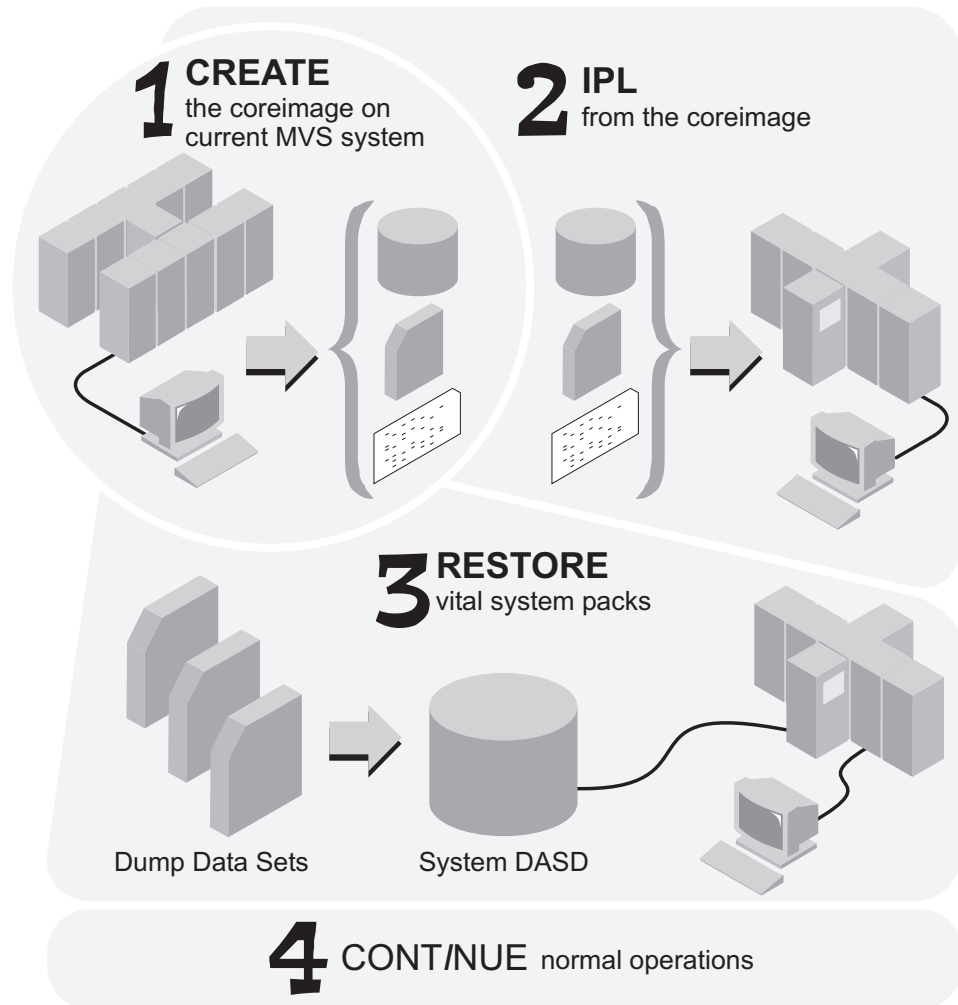 1 CREATE
the coreimage on
current MVS system
2 IPL
from the coreimage
3 RESTORE
vital system packs
Dump Data Sets
System DASD
4 CONTINUE normal operations